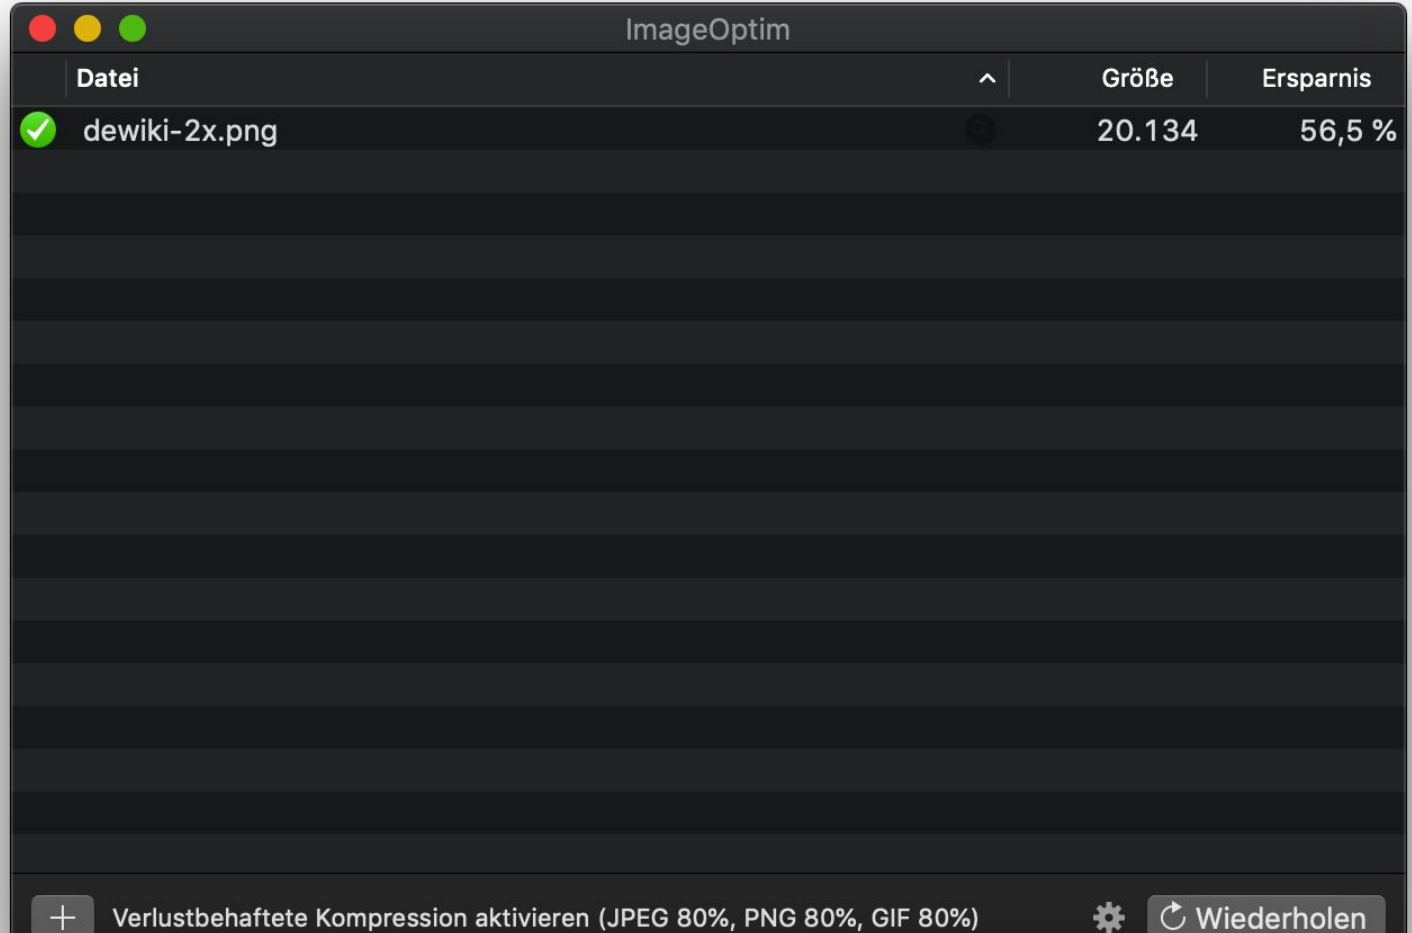 ImageOptim
Datei Größe Ersparnis
dewiki-2x.png 20.134 56,5 %
Verlustbehaftete Kompression aktivieren (JPEG 80%, PNG 80%, GIF 80%) Wiederholen